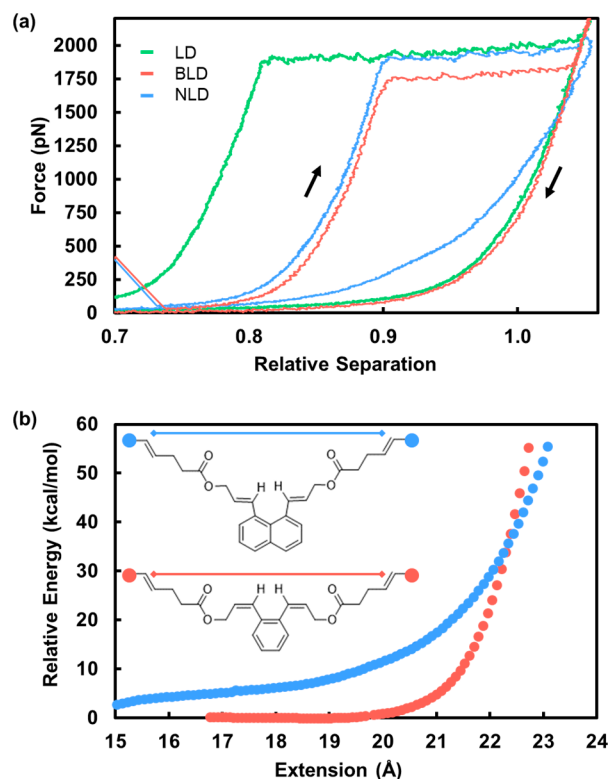 (a)
2000
1750
1500
1250
1000
750
500
250
0
Force (pN)
LD
BLD
NLD
0.7 0.8 0.9 1.0
Relative Separation
(b)
60
50
40
30
20
10
0
Relative Energy (kcal/mol)
O
O
H H
O
O
O
O
H H
O
O
15 16 17 18 19 20 21 22 23 24
Extension (Å)